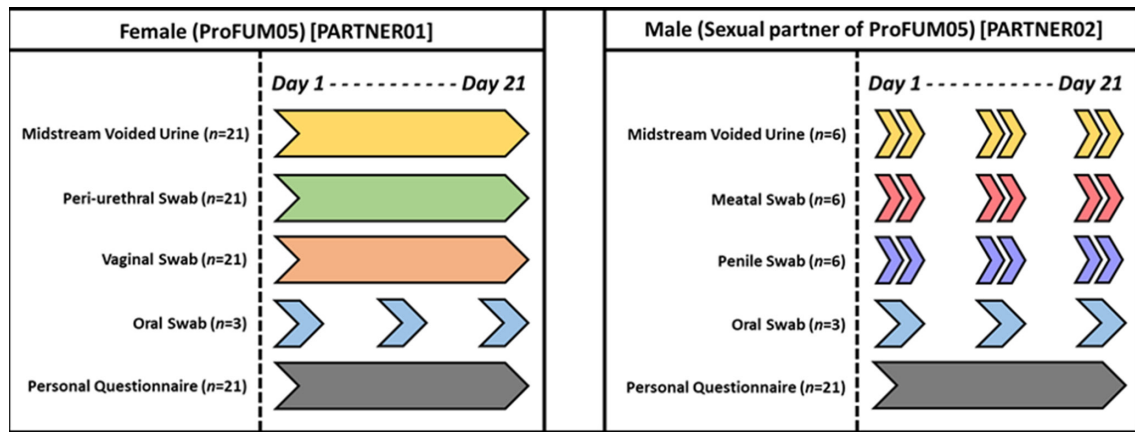 Female (ProFUM05) [PARTNER01]
Day 1 - - - - - - - - - - - Day 21
Midstream Voided Urine (n=21)
Peri-urethral Swab (n=21)
Vaginal Swab (n=21)
Oral Swab (n=3)
Personal Questionnaire (n=21)
Male (Sexual partner of ProFUM05) [PARTNER02]
Day 1 - - - - - - - - - - - Day 21
Midstream Voided Urine (n=6)
Meatal Swab (n=6)
Penile Swab (n=6)
Oral Swab (n=3)
Personal Questionnaire (n=21)